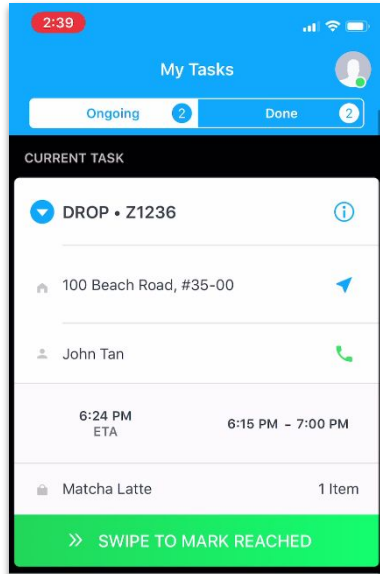 2:39
My Tasks
Ongoing 2 Done 2
CURRENT TASK
DROP • Z1236
100 Beach Road, #35-00
John Tan
6:24 PM 6:15 PM - 7:00 PM
ETA
Matcha Latte 1 Item
SWIPE TO MARK REACHED